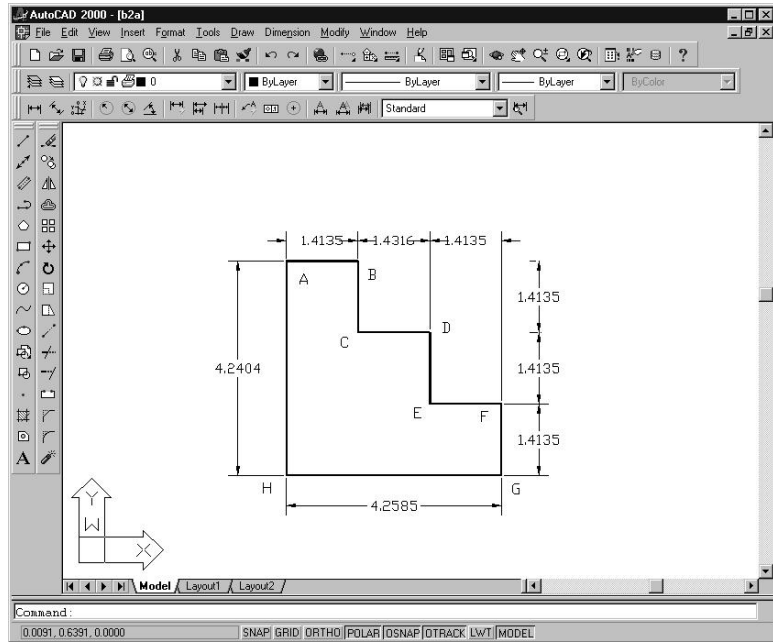 AutoCAD 2000 - [b2a]
File Edit View Insert Format Tools Draw Dimension Modify Window Help
0 ByLayer ByLayer ByLayer ByColor
Standard
1.4135 1.4316 1.4135
A B
1.4135
C D
4.2404 1.4135
E F
1.4135
H G
4.2585
Y
W
X
Model Layout1 Layout2
Command:
0.0091, 0.6391, 0.0000 SNAP GRID ORTHO POLAR OSNAP OTRACK LWT MODEL